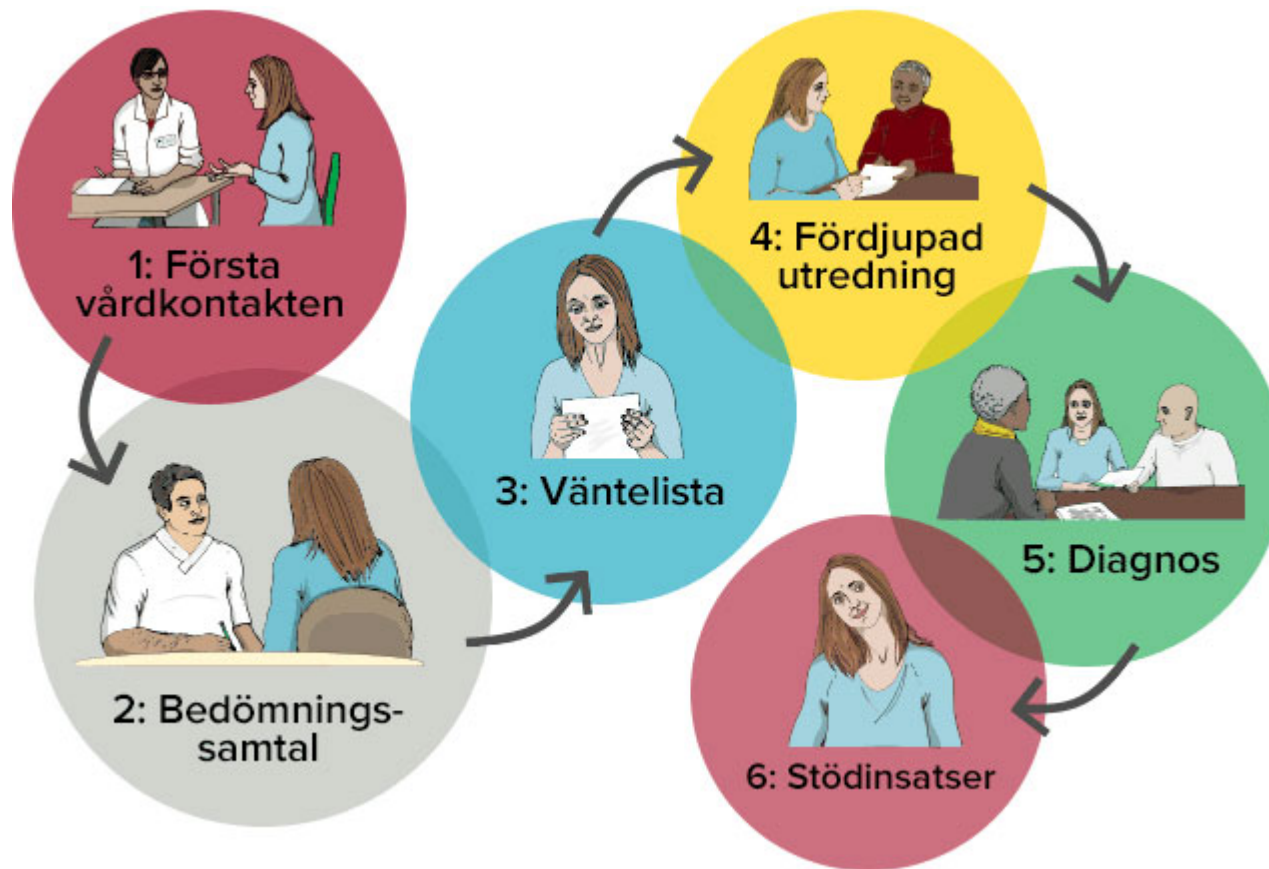 1: Första
vårdkontakten
2: Bedömnings-
samtal
3: Väntelista
4: Fördjupad
utredning
5: Diagnos
6: Stödinsatser